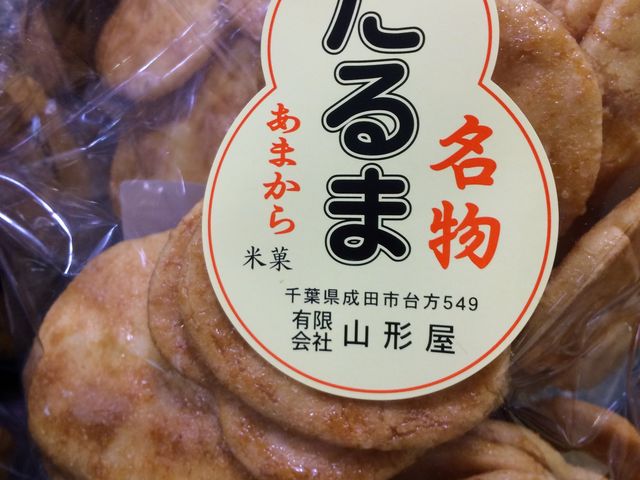 名物
たるま
あまから
米菓
千葉県成田市台方549
有限会社 山形屋